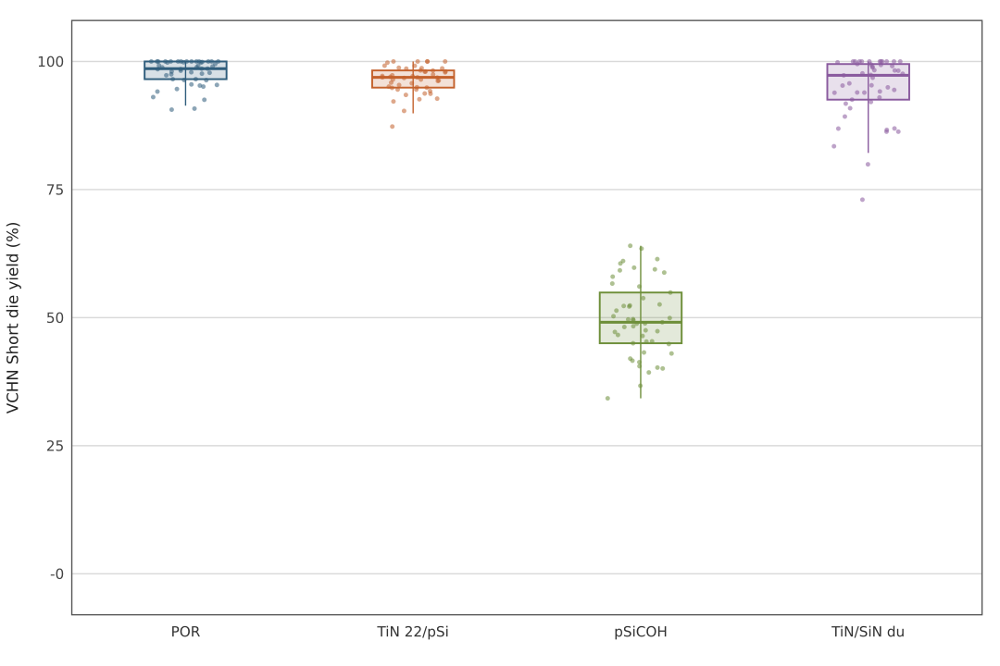 VCHN Short die yield (%)
100
75
50
25
-0
POR
TiN 22/pSi
pSiCOH
TiN/SiN du